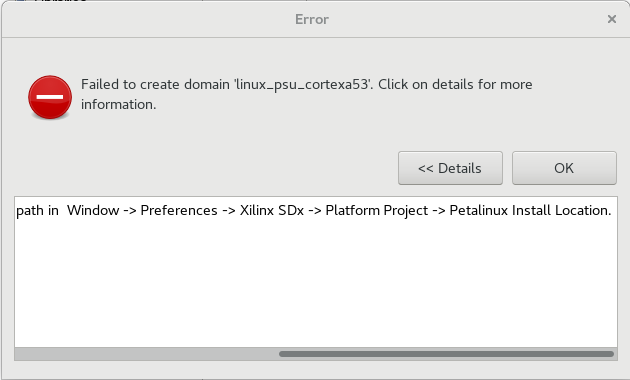 Error
Failed to create domain 'linux_psu_cortexa53'. Click on details for more
information.
<< Details
OK
path in  Window -> Preferences -> Xilinx SDx -> Platform Project -> Petalinux Install Location.